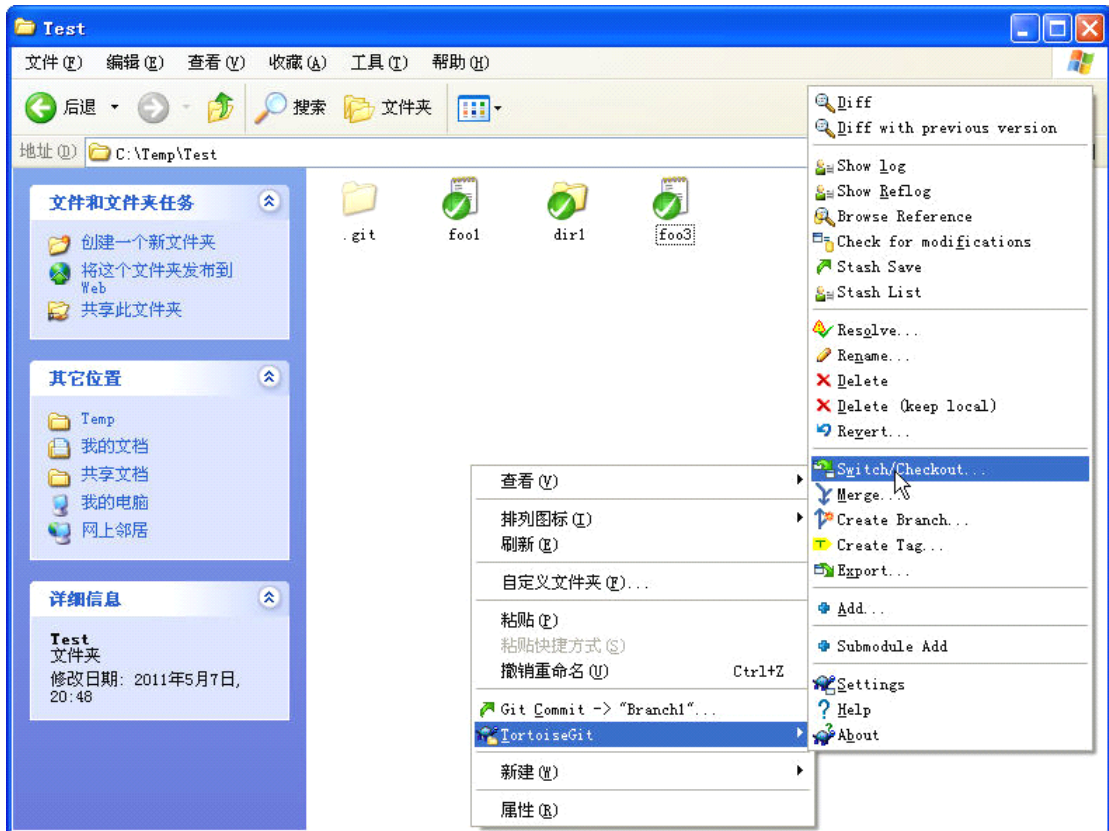 Test
文件(F) 编辑(E) 查看(V) 收藏(A) 工具(T) 帮助(H)
后退 搜索 文件夹
地址(D) C:\Temp\Test
文件和文件夹任务
创建一个新文件夹
将这个文件夹发布到
Web
共享此文件夹
其它位置
Temp
我的文档
共享文档
我的电脑
网上邻居
详细信息
Test
文件夹
修改日期: 2011年5月7日,
20:48
.git foo1 dir1 foo3
查看(V)
排列图标(I)
刷新(E)
自定义文件夹(F)...
粘贴(P)
粘贴快捷方式(S)
撤销重命名(U) Ctrl+Z
Git Commit -> "Branch1"...
TortoiseGit
新建(W)
属性(R)
Diff
Diff with previous version
Show log
Show Reflog
Browse Reference
Check for modifications
Stash Save
Stash List
Resolve...
Rename...
Delete
Delete (keep local)
Revert...
Switch/Checkout...
Merge...
Create Branch...
Create Tag...
Export...
Add...
Submodule Add
Settings
Help
About